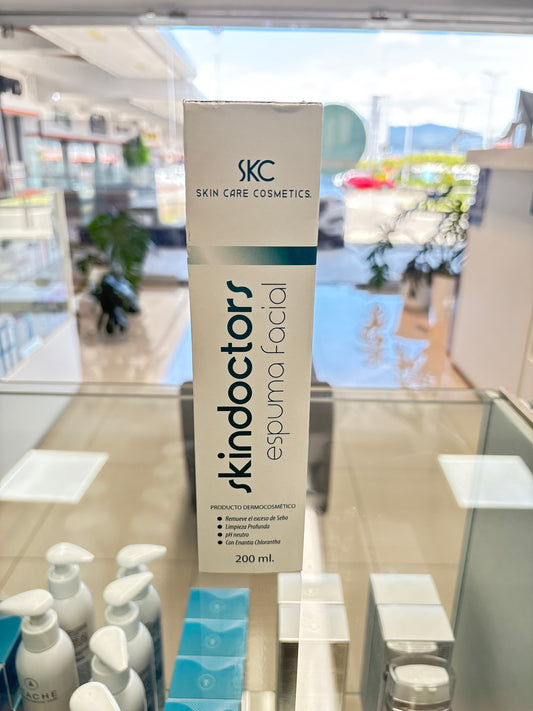 SKC
SKIN CARE COSMETICS.
skindoctors
espuma facial
PRODUCTO DERMOCOSMÉTICO
● Remueve el exceso de Sebo
● Limpieza Profunda
● pH neutro
● Con Enantia Chlorantha
200 ml.